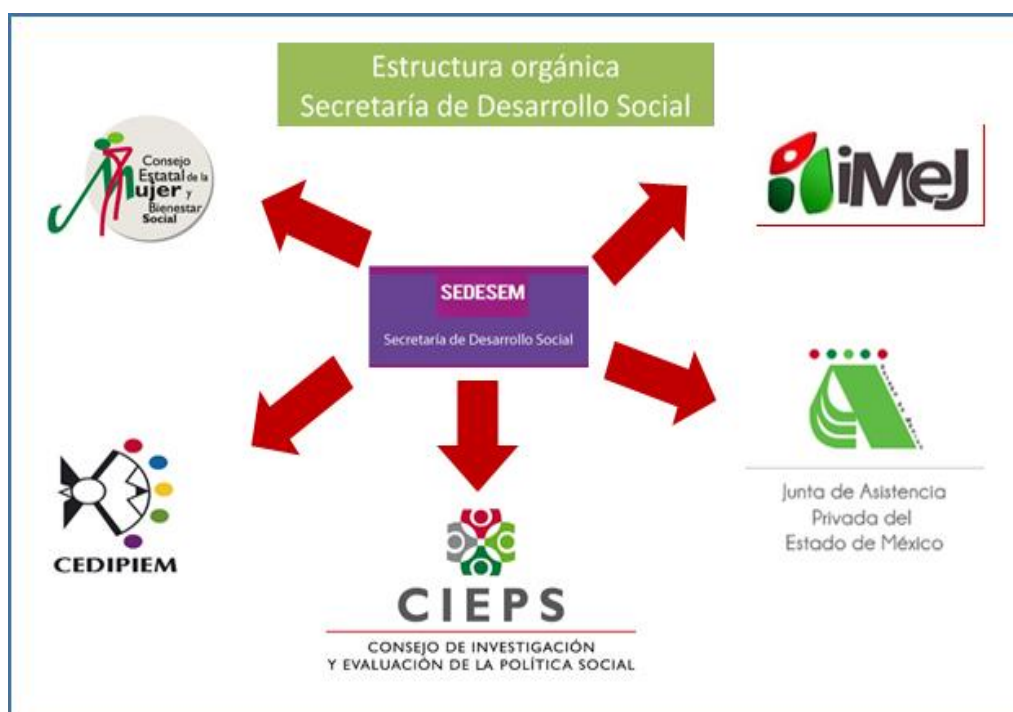 Estructura orgánica
Secretaría de Desarrollo Social
Consejo
Estatal de la
Mujer y
Bienestar
Social
iMeJ
SEDESEM
Secretaría de Desarrollo Social
CEDIPIEM
CIEPS
CONSEJO DE INVESTIGACIÓN
Y EVALUACIÓN DE LA POLÍTICA SOCIAL
Junta de Asistencia
Privada del
Estado de México